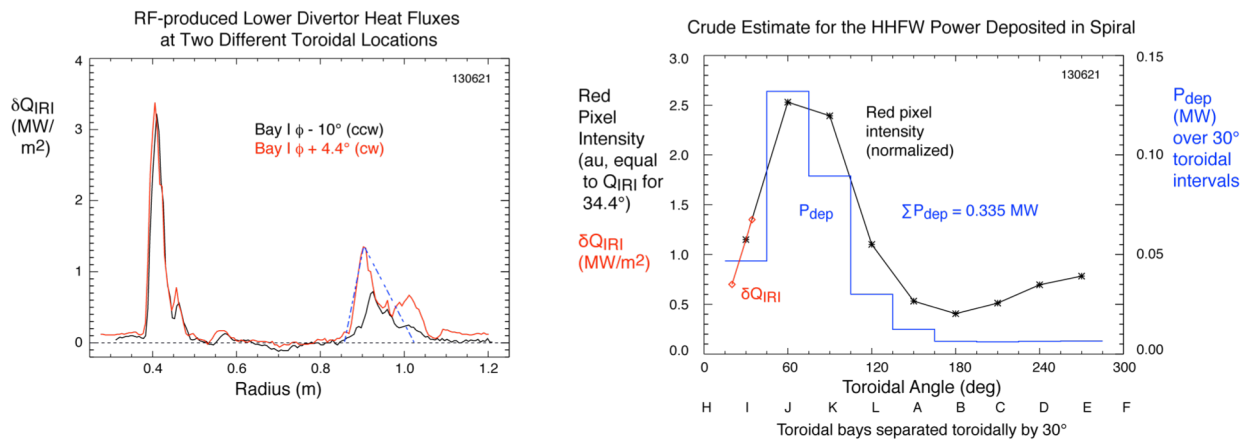 RF-produced Lower Divertor Heat Fluxes
at Two Different Toroidal Locations
4
3
2
1
0
130621
δQIRI
(MW/
m2)
Bay I ϕ - 10° (ccw)
Bay I ϕ + 4.4° (cw)
0.4
0.6
0.8
1.0
1.2
Radius (m)
Crude Estimate for the HHFW Power Deposited in Spiral
3.0
2.5
2.0
1.5
1.0
0.5
0.0
130621
Red
Pixel
Intensity
(au, equal
to QIRI for
34.4°)
δQIRI
(MW/m2)
Red pixel
intensity
(normalized)
Pdep
∑Pdep = 0.335 MW
δQIRI
0.15
0.10
0.05
0.00
Pdep
(MW)
over 30°
toroidal
intervals
0
60
120
180
240
300
Toroidal Angle (deg)
H I J K L A B C D E F
Toroidal bays separated toroidally by 30°